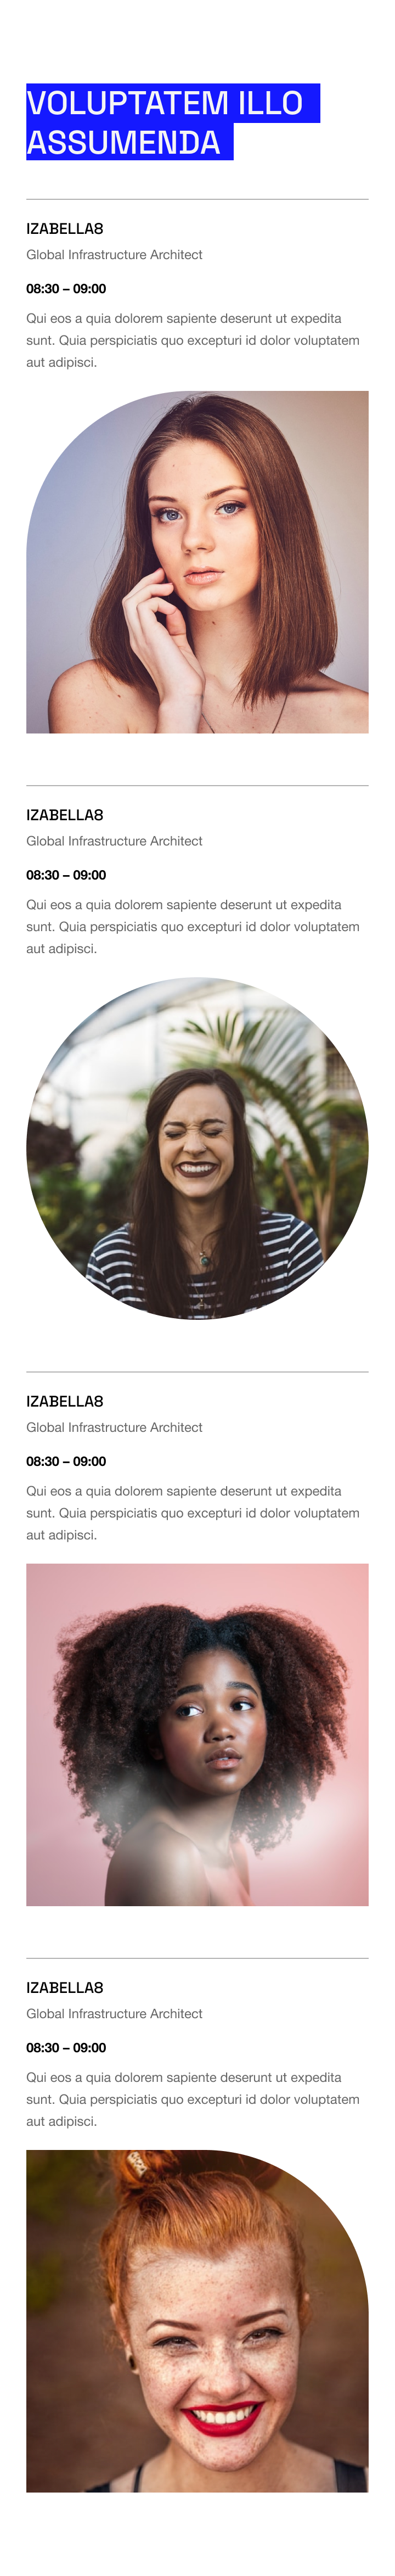 VOLUPTATEM ILLO
ASSUMENDA
IZABELLA8
Global Infrastructure Architect
08:30 – 09:00
Qui eos a quia dolorem sapiente deserunt ut expedita
sunt. Quia perspiciatis quo excepturi id dolor voluptatem
aut adipisci.
IZABELLA8
Global Infrastructure Architect
08:30 – 09:00
Qui eos a quia dolorem sapiente deserunt ut expedita
sunt. Quia perspiciatis quo excepturi id dolor voluptatem
aut adipisci.
IZABELLA8
Global Infrastructure Architect
08:30 – 09:00
Qui eos a quia dolorem sapiente deserunt ut expedita
sunt. Quia perspiciatis quo excepturi id dolor voluptatem
aut adipisci.
IZABELLA8
Global Infrastructure Architect
08:30 – 09:00
Qui eos a quia dolorem sapiente deserunt ut expedita
sunt. Quia perspiciatis quo excepturi id dolor voluptatem
aut adipisci.